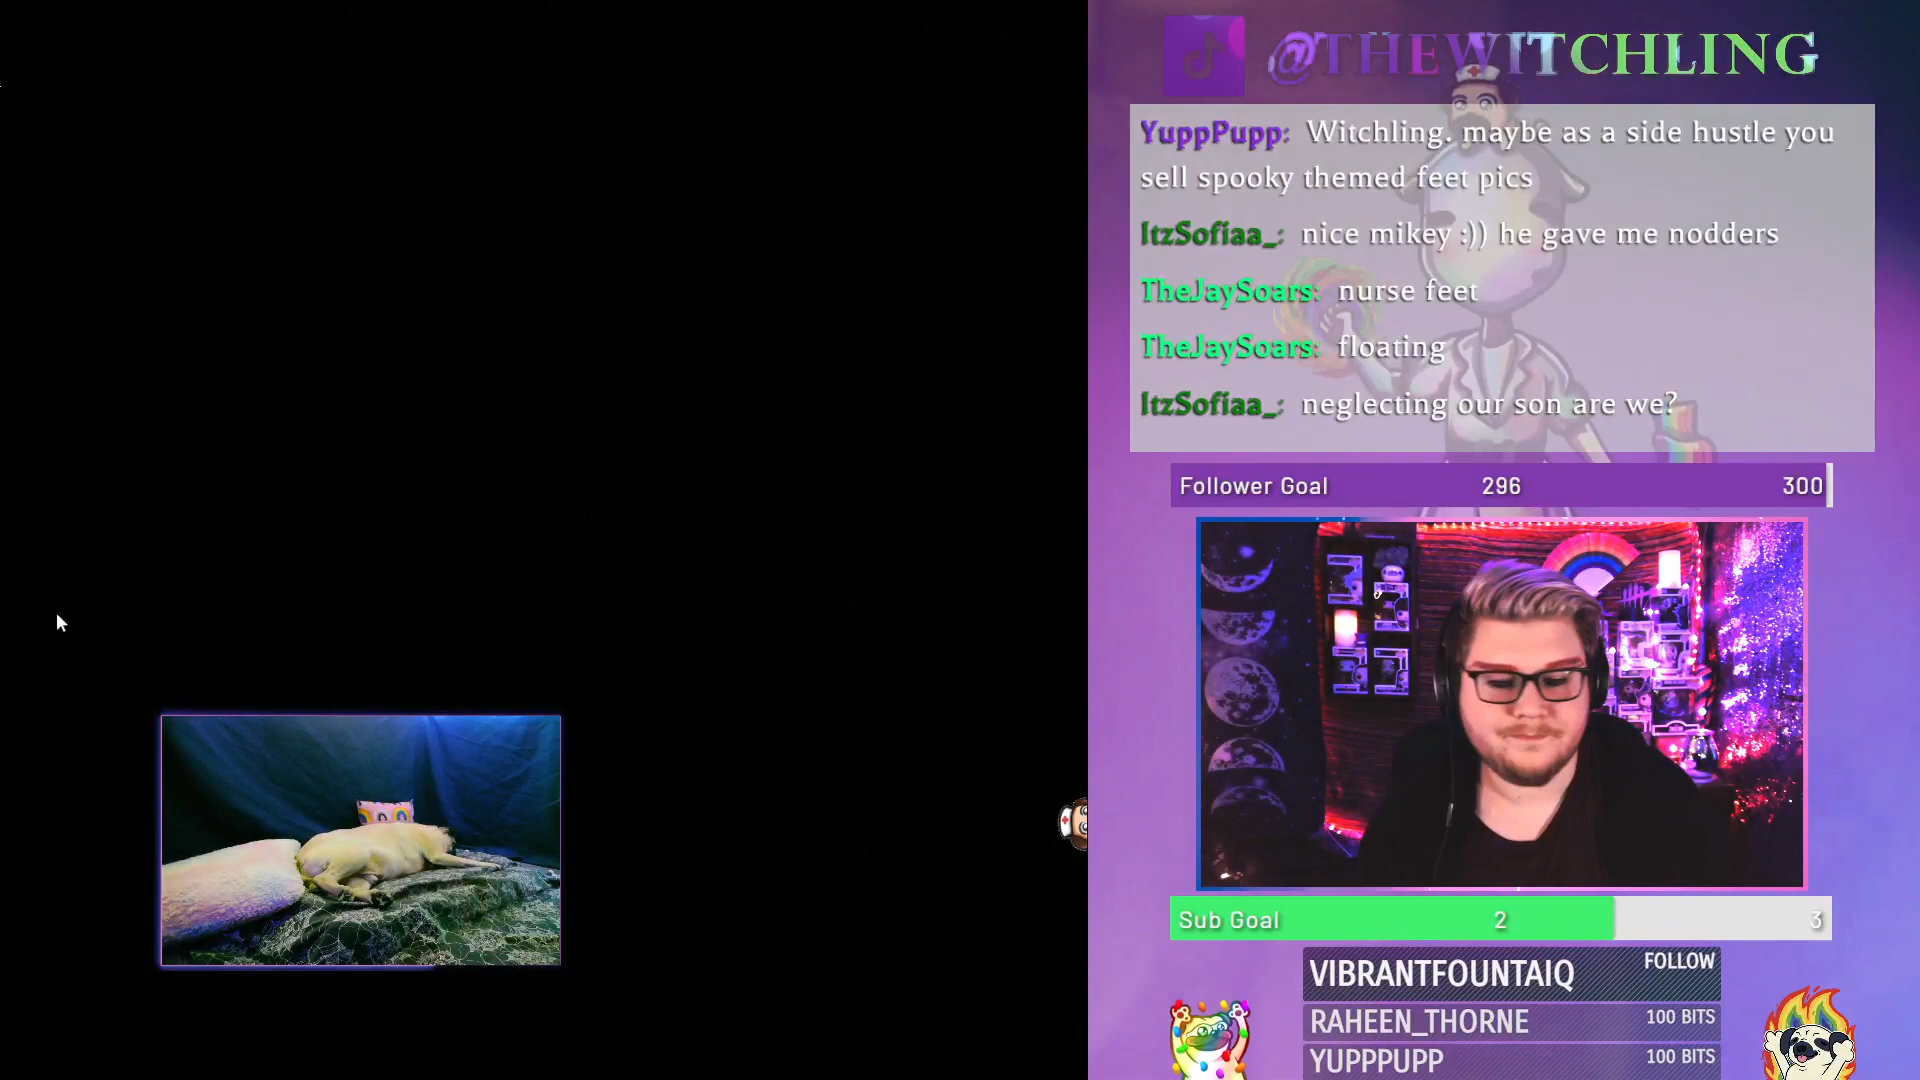 @THEWITCHLING
YuppPupp: Witchling. maybe as a side hustle you
sell spooky themed feet pics
ItzSofiaa_: nice mikey :)) he gave me nodders
TheJaySoars: nurse feet
TheJaySoars: floating
ItzSofiaa_: neglecting our son are we?
Follower Goal 296 300
Sub Goal 2 3
VIBRANTFOUNTAIQ FOLLOW
RAHEEN_THORNE 100 BITS
YUPPPUPP 100 BITS